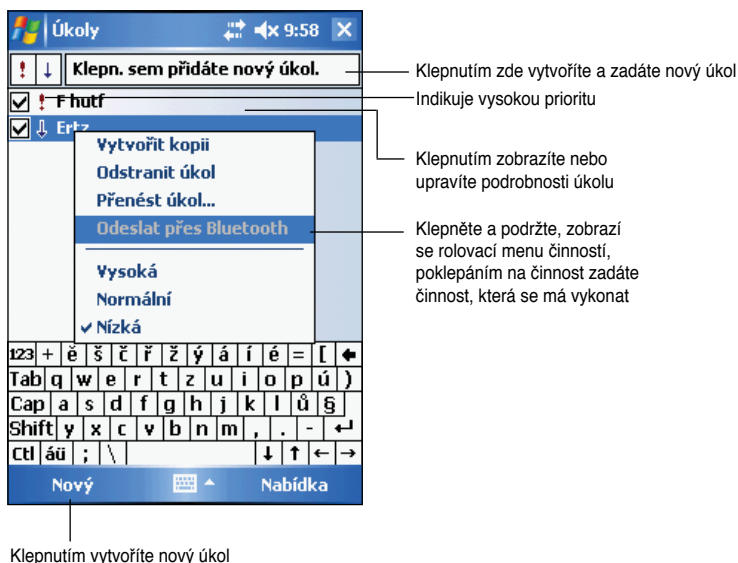 Úkoly 9:58
! ↓ Klepn. sem přidáte nový úkol.
Klepnutím zde vytvoříte a zadáte nový úkol
! F hutf
Indikuje vysokou prioritu
Ertz
Klepnutím zobrazíte nebo
upravíte podrobnosti úkolu
Vytvořit kopii
Odstranit úkol
Přenést úkol...
Odeslat přes Bluetooth
Vysoká
Normální
✓ Nízká
Klepněte a podržte, zobrazí
se rolovací menu činností,
poklepáním na činnost zadáte
činnost, která se má vykonat
123 + ě š č ř ž ý á í é = [ ←
Tab q w e r t z u i o p ú )
Cap a s d f g h j k l ů §
Shift y x c v b n m , . - ↵
Ctl áü ; \ ↓ ↑ ← →
Nový Nabídka
Klepnutím vytvoříte nový úkol